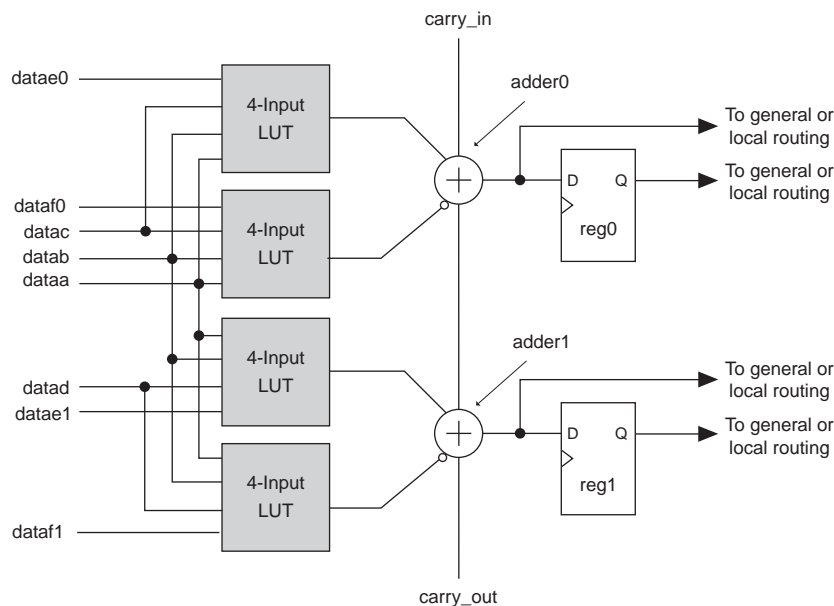 carry_in
adder0
datae0
4-Input
LUT
To general or
local routing
D
Q
reg0
To general or
local routing
dataf0
datac
datab
dataa
4-Input
LUT
adder1
4-Input
LUT
datad
datae1
To general or
local routing
D
Q
reg1
To general or
local routing
4-Input
LUT
dataf1
carry_out